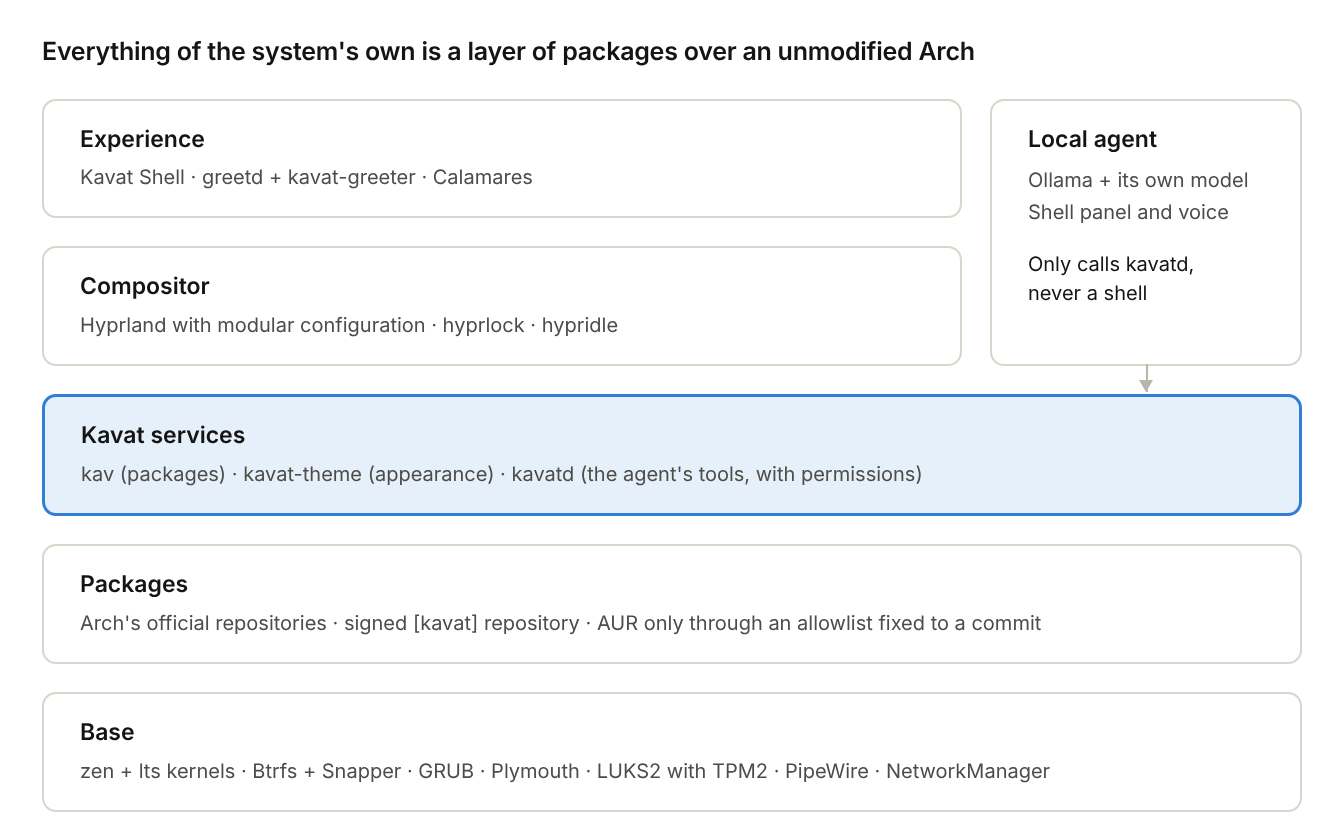 Everything of the system's own is a layer of packages over an unmodified Arch
Experience
Kavat Shell · greetd + kavat-greeter · Calamares
Local agent
Ollama + its own model
Shell panel and voice
Only calls kavatd,
never a shell
Compositor
Hyprland with modular configuration · hyprlock · hypridle
Kavat services
kav (packages) · kavat-theme (appearance) · kavatd (the agent's tools, with permissions)
Packages
Arch's official repositories · signed [kavat] repository · AUR only through an allowlist fixed to a commit
Base
zen + lts kernels · Btrfs + Snapper · GRUB · Plymouth · LUKS2 with TPM2 · PipeWire · NetworkManager